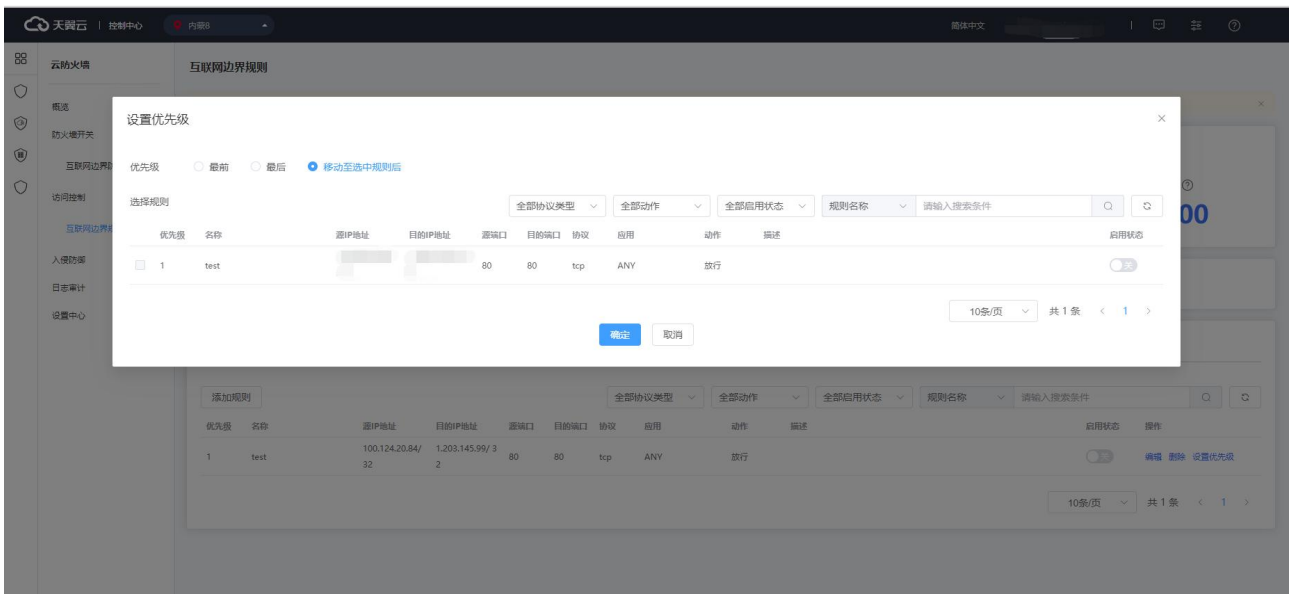 天翼云 | 控制中心 内蒙8 简体中文
云防火墙
互联网边界规则
概览
防火墙开关
互联网边界防
访问控制
互联网边界规
入侵防御
日志审计
设置中心
设置优先级
优先级 最前 最后 移动至选中规则后
选择规则 全部协议类型 全部动作 全部启用状态 规则名称 请输入搜索条件
00
优先级 名称 源IP地址 目的IP地址 源端口 目的端口 协议 应用 动作 描述 启用状态
1 test 80 80 tcp ANY 放行 关
10条/页 共1条 1
确定 取消
添加规则 全部协议类型 全部动作 全部启用状态 规则名称 请输入搜索条件
优先级 名称 源IP地址 目的IP地址 源端口 目的端口 协议 应用 动作 描述 启用状态 操作
1 test 100.124.20.84/32 1.203.145.99/32 80 80 tcp ANY 放行 关 编辑 删除 设置优先级
10条/页 共1条 1